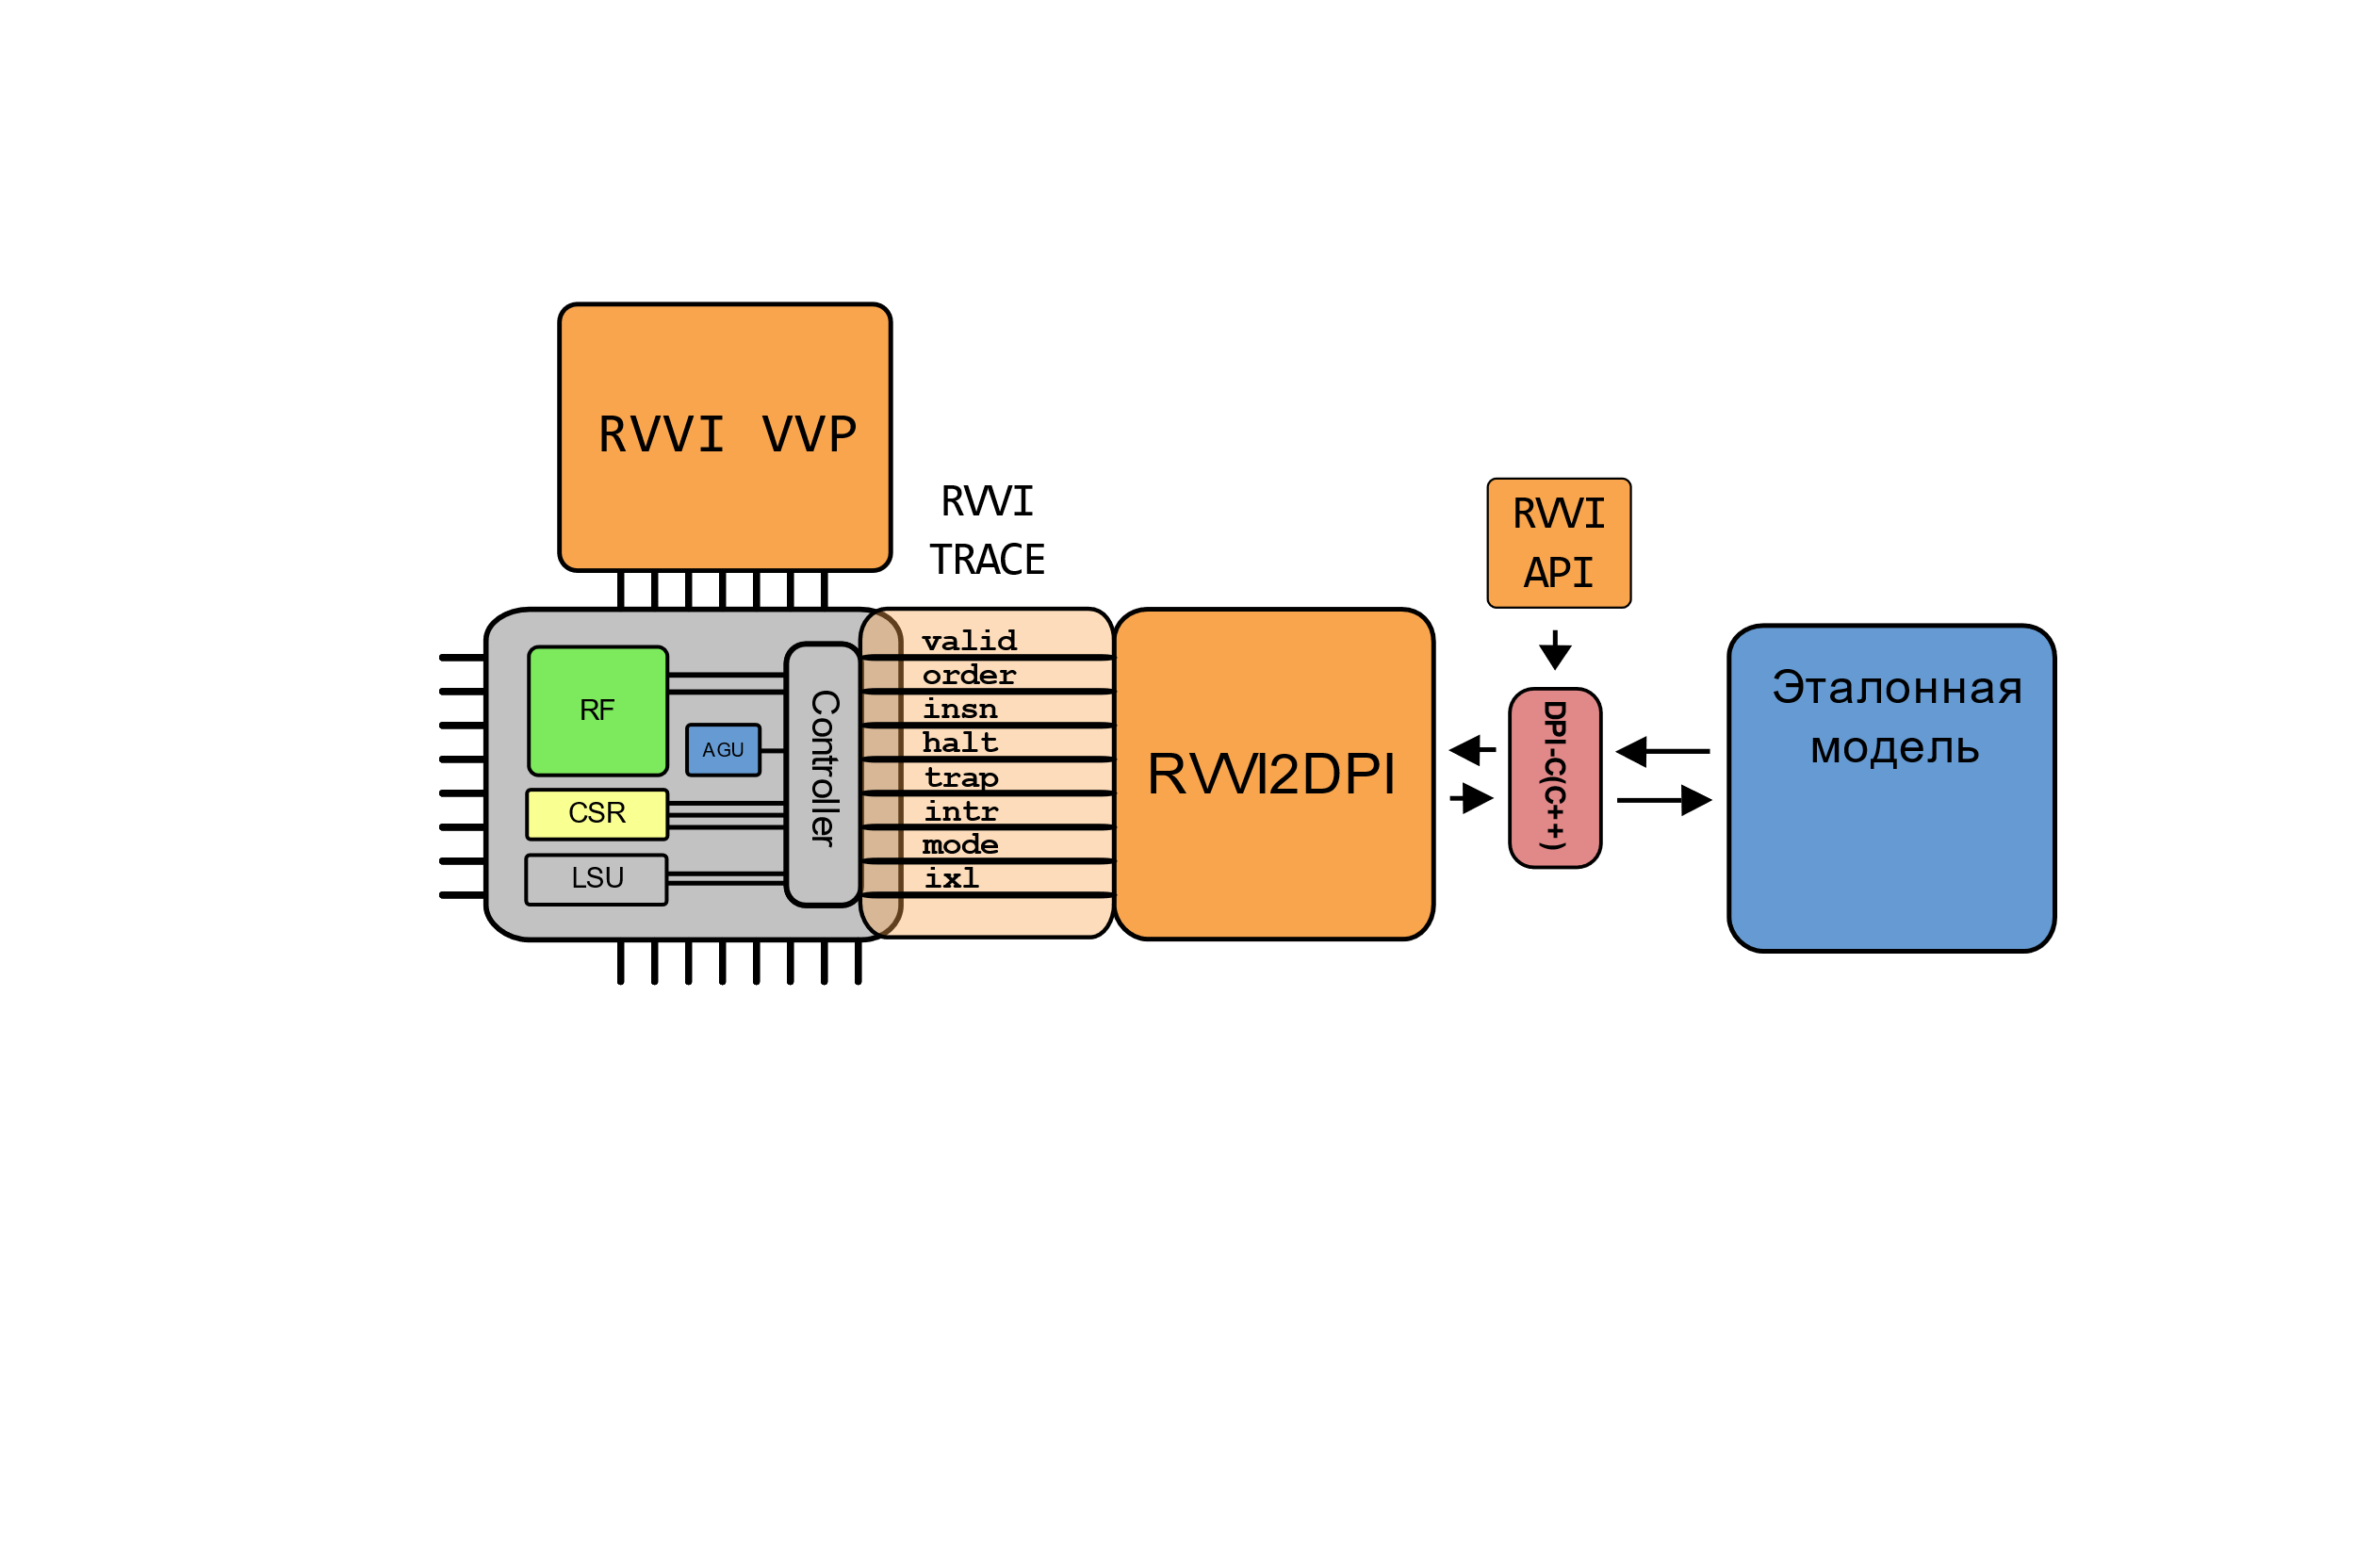 RVVI VVP
RVVI
TRACE
RVVI
API
valid
order
insn
halt
trap
intr
mode
ixl
RF
AGU
CSR
LSU
Controller
RVVI2DPI
DPI-C(C++)
Эталонная
модель